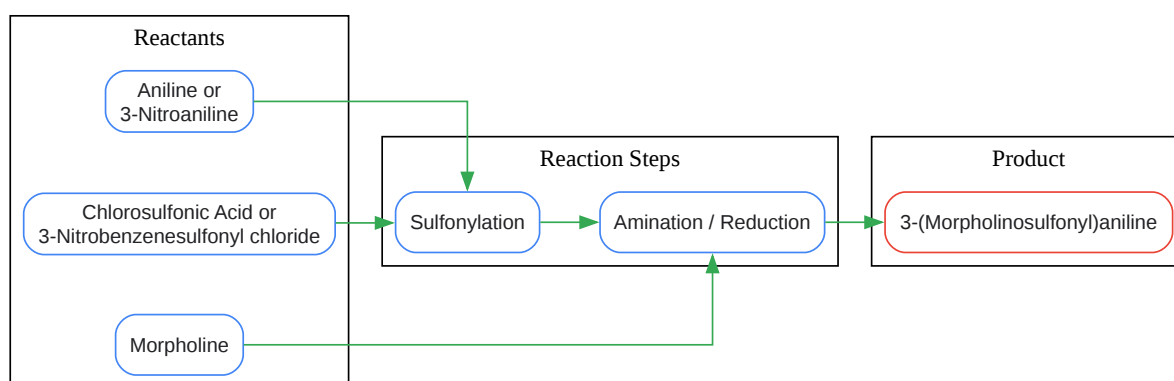 Reactants
Aniline or
3-Nitroaniline
Chlorosulfonic Acid or
3-Nitrobenzenesulfonyl chloride
Morpholine
Reaction Steps
Sulfonylation
Amination / Reduction
Product
3-(Morpholinosulfonyl)aniline